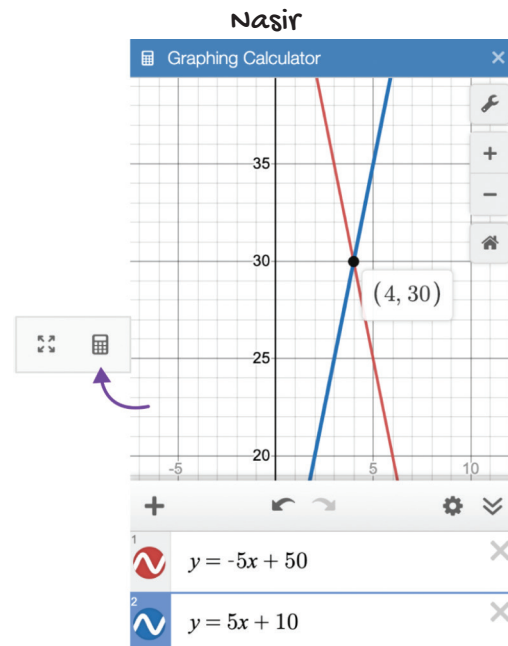 Nasir
Graphing Calculator
35
30
(4, 30)
25
20
-5
5
10
1
y = -5x + 50
2
y = 5x + 10